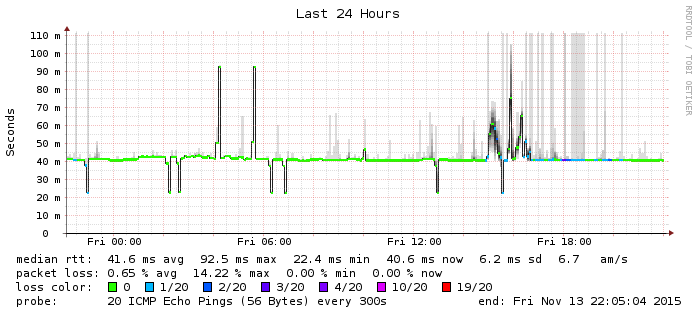 Last 24 Hours
RRDTOOL / TOBI OETIKER
Seconds
110 m
100 m
90 m
80 m
70 m
60 m
50 m
40 m
30 m
20 m
10 m
0
Fri 00:00 Fri 06:00 Fri 12:00 Fri 18:00
median rtt: 41.6 ms avg 92.5 ms max 22.4 ms min 40.6 ms now 6.2 ms sd 6.7 am/s
packet loss: 0.65 % avg 14.22 % max 0.00 % min 0.00 % now
loss color: 0 1/20 2/20 3/20 4/20 10/20 19/20
probe: 20 ICMP Echo Pings (56 Bytes) every 300s end: Fri Nov 13 22:05:04 2015